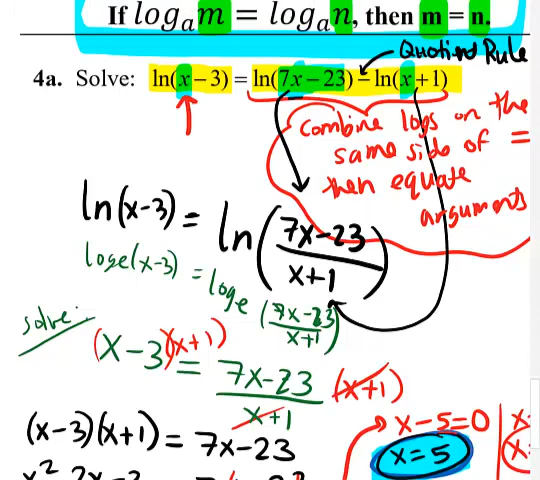 If logₐm = logₐn, then m = n.
Quotient Rule
4a. Solve: ln(x – 3) = ln(7x – 23) – ln(x + 1)
Combine logs on the
same side of =
then equate
arguments
ln(x-3) = ln(7x-23/x+1)
loge(x-3) = loge(7x-23/x+1)
solve:
(x-3)(x+1) = 7x-23/x+1 (x+1)
(x-3)(x+1) = 7x-23
x-5=0
x=5